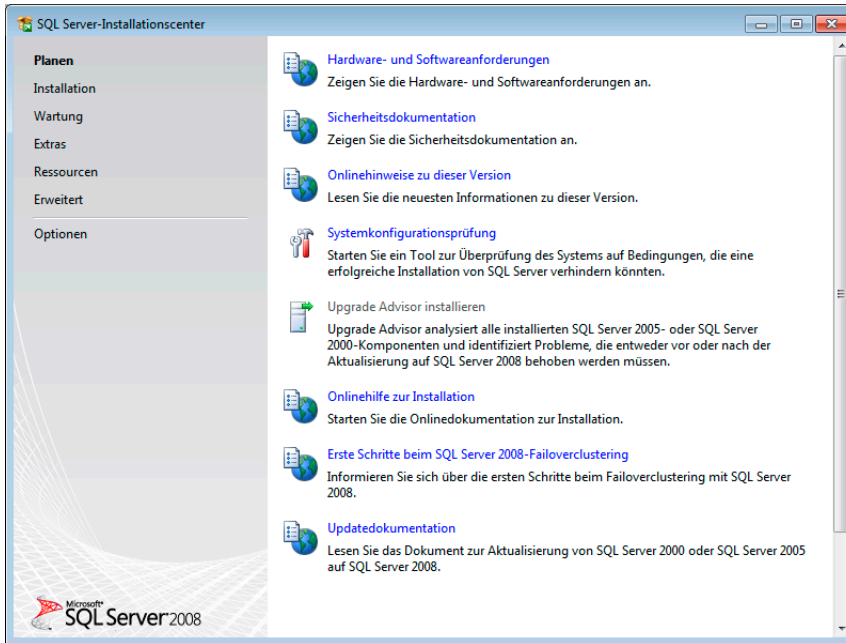 SQL Server-Installationscenter
Planen
Installation
Wartung
Extras
Ressourcen
Erweitert
Optionen
Hardware- und Softwareanforderungen
Zeigen Sie die Hardware- und Softwareanforderungen an.
Sicherheitsdokumentation
Zeigen Sie die Sicherheitsdokumentation an.
Onlinehinweise zu dieser Version
Lesen Sie die neuesten Informationen zu dieser Version.
Systemkonfigurationsprüfung
Starten Sie ein Tool zur Überprüfung des Systems auf Bedingungen, die eine
erfolgreiche Installation von SQL Server verhindern könnten.
Upgrade Advisor installieren
Upgrade Advisor analysiert alle installierten SQL Server 2005- oder SQL Server
2000-Komponenten und identifiziert Probleme, die entweder vor oder nach der
Aktualisierung auf SQL Server 2008 behoben werden müssen.
Onlinehilfe zur Installation
Starten Sie die Onlinedokumentation zur Installation.
Erste Schritte beim SQL Server 2008-Failoverclustering
Informieren Sie sich über die ersten Schritte beim Failoverclustering mit SQL Server
2008.
Updatedokumentation
Lesen Sie das Dokument zur Aktualisierung von SQL Server 2000 oder SQL Server 2005
auf SQL Server 2008.
Microsoft®
SQL Server 2008